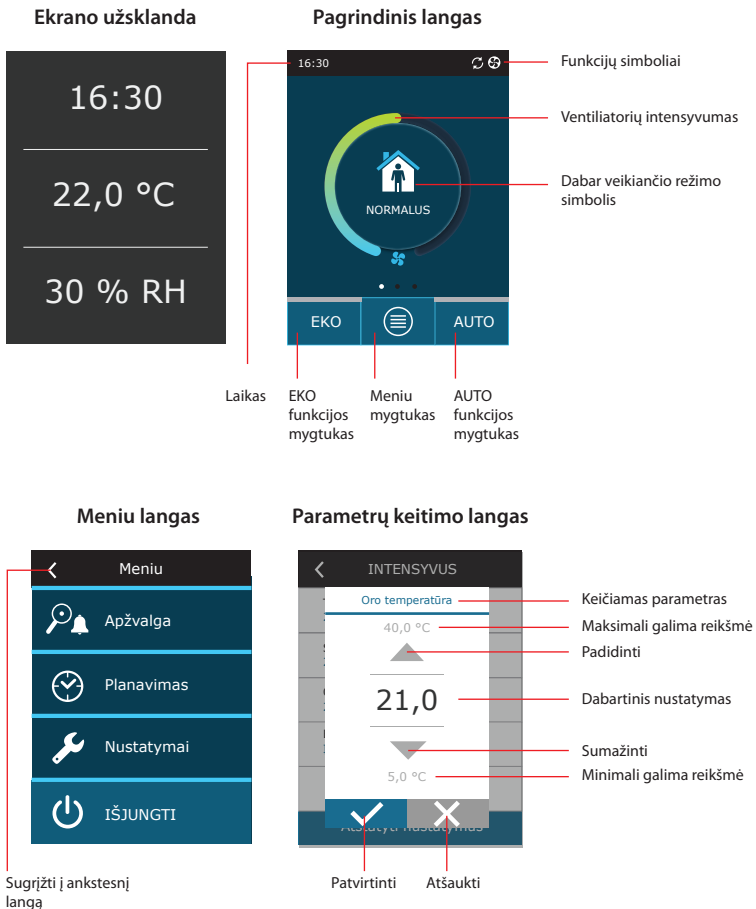 Ekrano užsklanda
16:30
22,0 °C
30 % RH
Pagrindinis langas
16:30
NORMALUS
EKO
AUTO
Funkcijų simboliai
Ventiliatorių intensyvumas
Dabar veikiančio režimo
simbolis
Laikas
EKO
funkcijos
mygtukas
Meniu
mygtukas
AUTO
funkcijos
mygtukas
Meniu langas
Meniu
Apžvalga
Planavimas
Nustatymai
IŠJUNGTI
Sugrįžti į ankstesnį
langą
Parametrų keitimo langas
INTENSYVUS
Oro temperatūra
40,0 °C
21,0
5,0 °C
Atstatyti nustatymas
Keičiamas parametras
Maksimali galima reikšmė
Padidinti
Dabartinis nustatymas
Sumažinti
Minimali galima reikšmė
Patvirtinti
Atšaukti